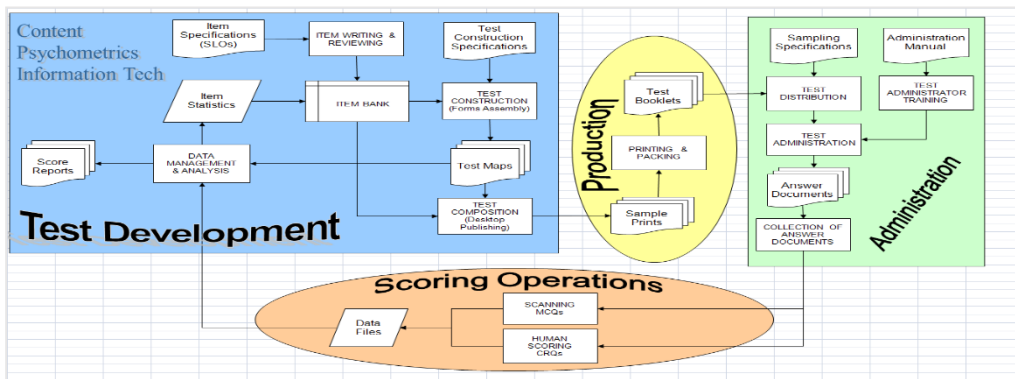 Content
Psychometrics
Information Tech
Item
Specifications
(SLOs)
ITEM WRITING &
REVIEWING
Test
Construction
Specifications
Item
Statistics
ITEM BANK
TEST
CONSTRUCTION
(Forms Assembly)
Score
Reports
DATA
MANAGEMENT
& ANALYSIS
Test Maps
TEST
COMPOSITION
(Desktop
Publishing)
Test Development
Production
Test
Booklets
PRINTING &
PACKING
Sample
Prints
Sampling
Specifications
Administration
Manual
TEST
DISTRIBUTION
TEST
ADMINISTRATOR
TRAINING
TEST
ADMINISTRATION
Answer
Documents
COLLECTION OF
ANSWER
DOCUMENTS
Administration
Scoring Operations
Data
Files
SCANNING
MCQs
HUMAN
SCORING
CRQs